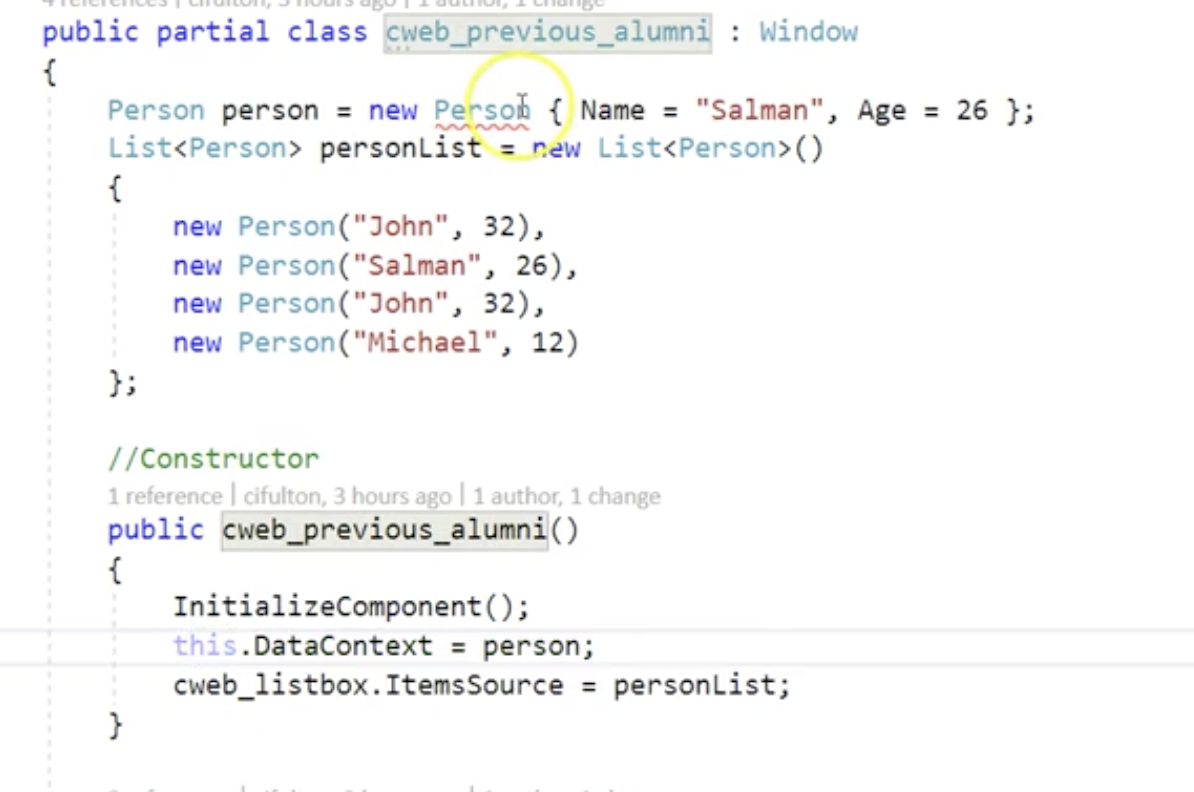 4 references | cifulton, 3 hours ago | 1 author, 1 change
public partial class cweb_previous_alumni : Window
{
Person person = new Person { Name = "Salman", Age = 26 };
List<Person> personList = new List<Person>()
{
new Person("John", 32),
new Person("Salman", 26),
new Person("John", 32),
new Person("Michael", 12)
};
//Constructor
1 reference | cifulton, 3 hours ago | 1 author, 1 change
public cweb_previous_alumni()
{
InitializeComponent();
this.DataContext = person;
cweb_listbox.ItemsSource = personList;
}